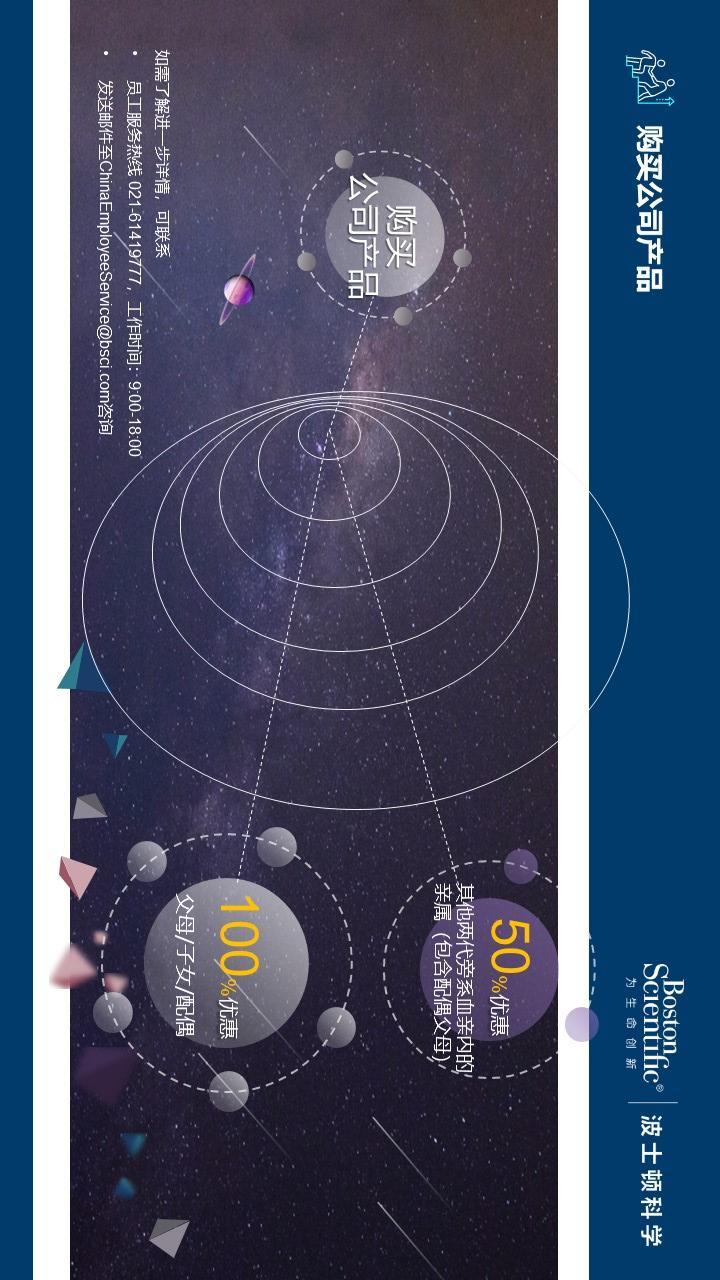 购买公司产品
Boston
Scientific®
为生命创新
波士顿科学
购买
公司产品
50%优惠
其他两代旁系血亲内的
亲属（包含配偶父母)
100%优惠
父母/子女/配偶
如需了解进一步详情，可联系
• 员工服务热线 021-61419777，工作时间：9:00-18:00
• 发送邮件至ChinaEmployeeService@bsci.com咨询